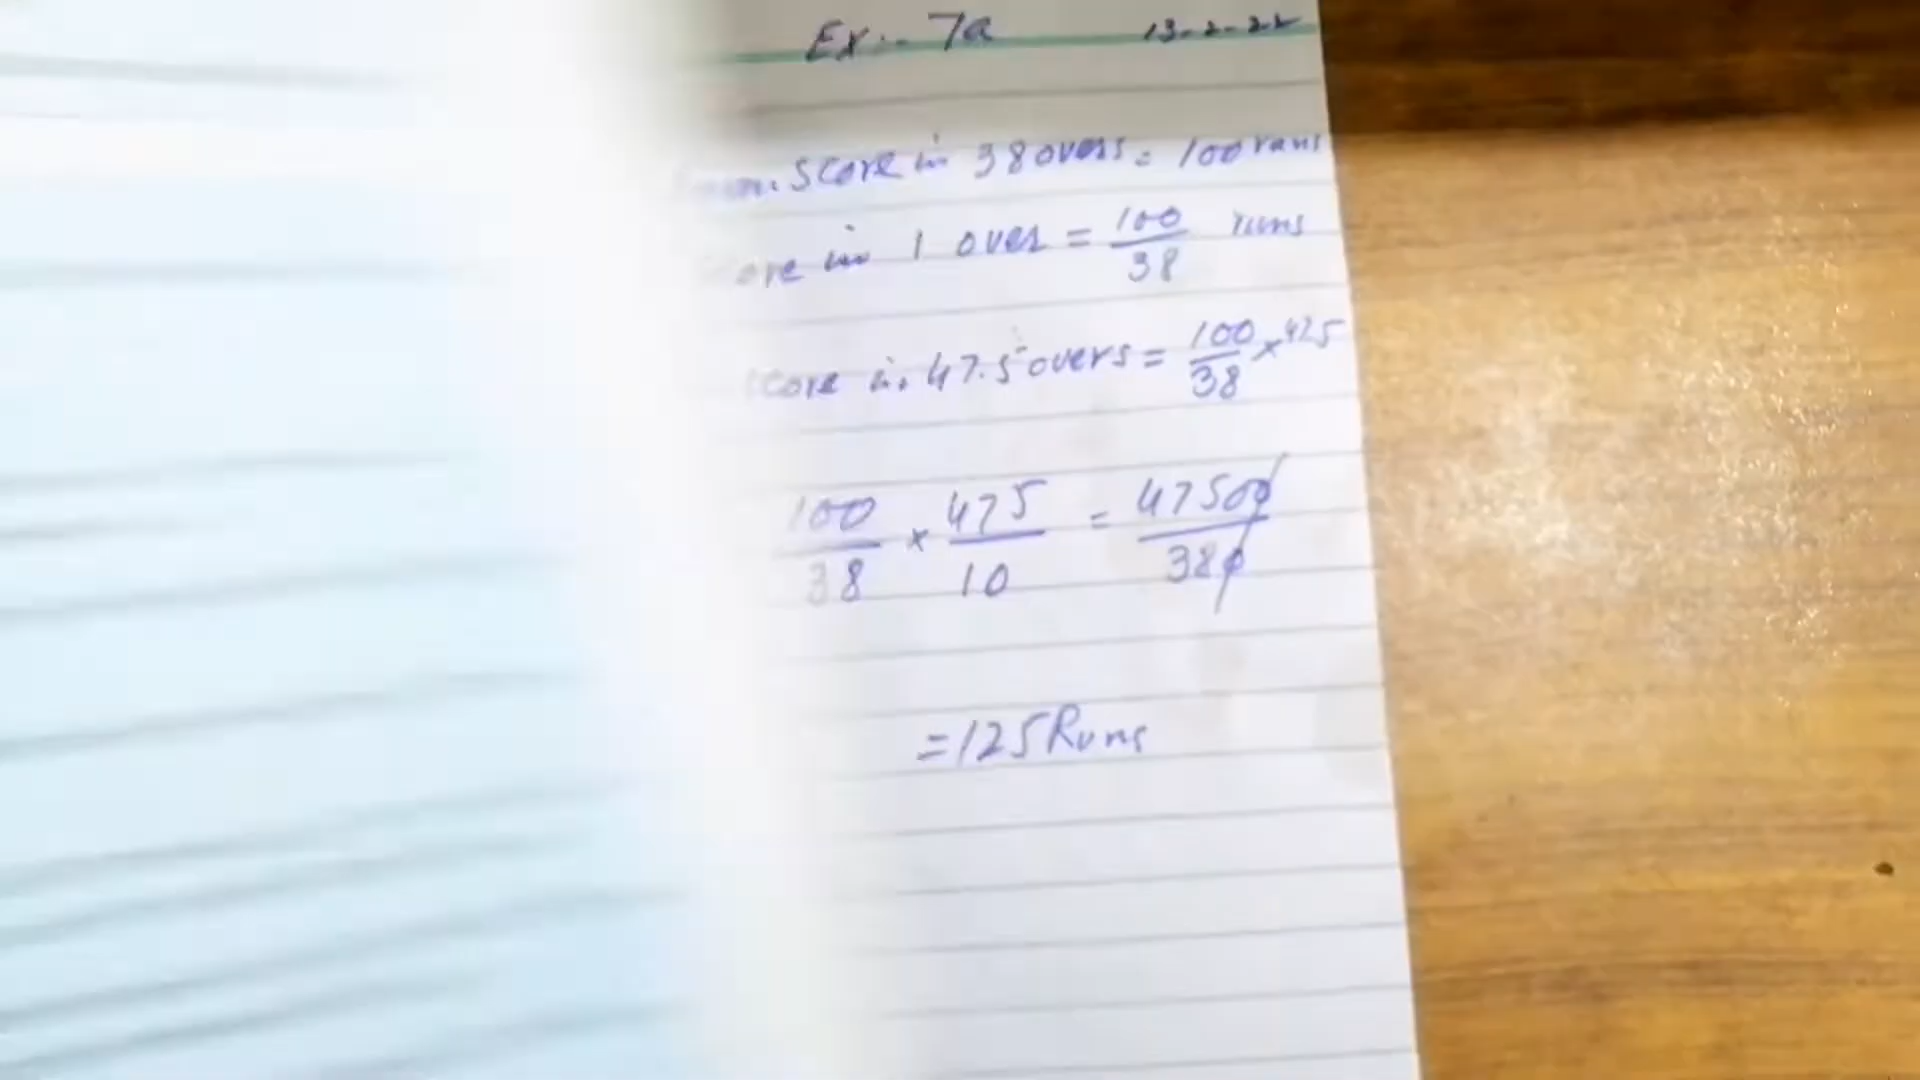 Ex:- 7a 13-2-22
Score in 38 overs = 100 runs
in 1 over = 100/38 runs
score in 47.5 overs = 100/38 × 475
100/38 × 475/10 = 47500/380
= 125 Runs